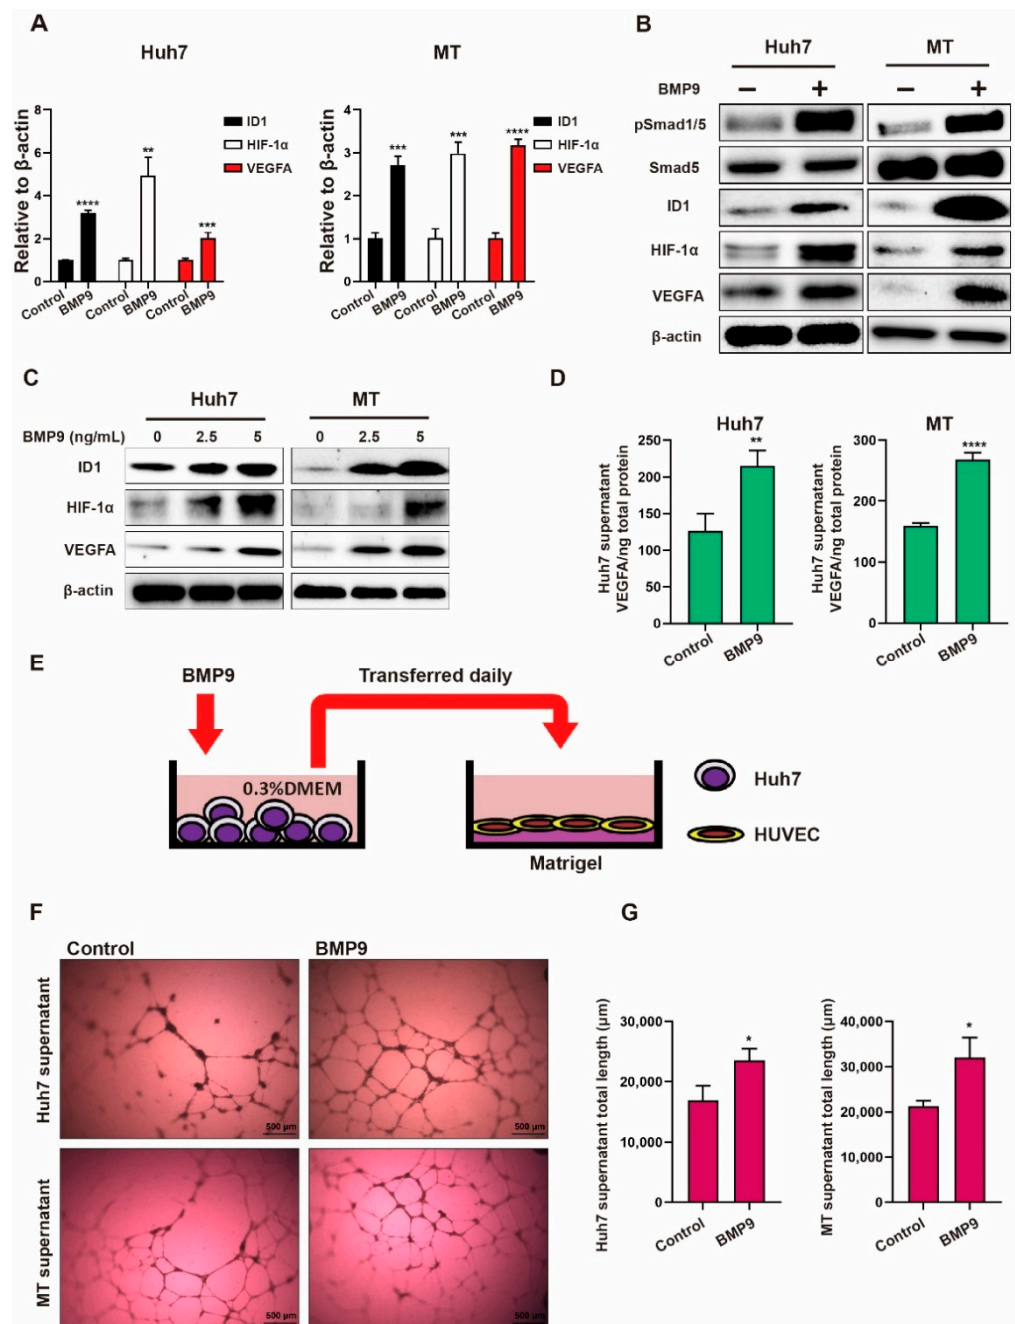 A
Huh7
MT
Relative to β-actin
8
6
4
2
0
****
**
***
ID1
HIF-1α
VEGFA
Control
BMP9
Control
BMP9
Control
BMP9
Relative to β-actin
4
3
2
1
0
***
***
****
ID1
HIF-1α
VEGFA
Control
BMP9
Control
BMP9
Control
BMP9
B
Huh7
MT
BMP9 − + − +
pSmad1/5
Smad5
ID1
HIF-1α
VEGFA
β-actin
C
Huh7
MT
BMP9 (ng/mL) 0 2.5 5 0 2.5 5
ID1
HIF-1α
VEGFA
β-actin
D
Huh7
Huh7 supernatant
VEGFA/ng total protein
250
200
150
100
50
0
**
Control
BMP9
MT
Huh7 supernatant
VEGFA/ng total protein
300
200
100
0
****
Control
BMP9
E
BMP9
Transferred daily
0.3%DMEM
Matrigel
Huh7
HUVEC
F
Control
BMP9
Huh7 supernatant
500 µm
500 µm
MT supernatant
500 µm
500 µm
G
Huh7 supernatant total length (µm)
30,000
20,000
10,000
0
*
Control
BMP9
MT supernatant total length (µm)
40,000
30,000
20,000
10,000
0
*
Control
BMP9